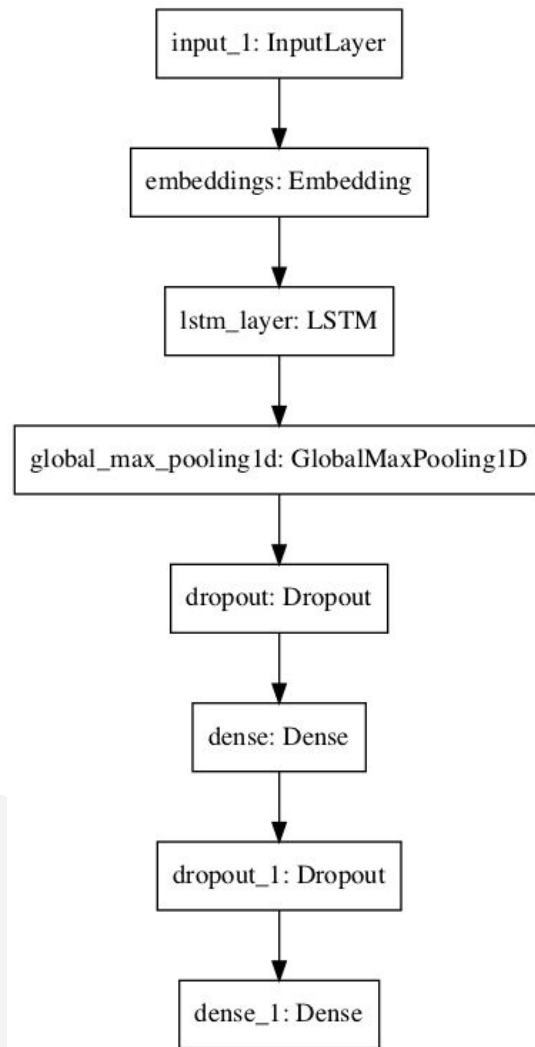 input_1: InputLayer
embeddings: Embedding
lstm_layer: LSTM
global_max_pooling1d: GlobalMaxPooling1D
dropout: Dropout
dense: Dense
dropout_1: Dropout
dense_1: Dense